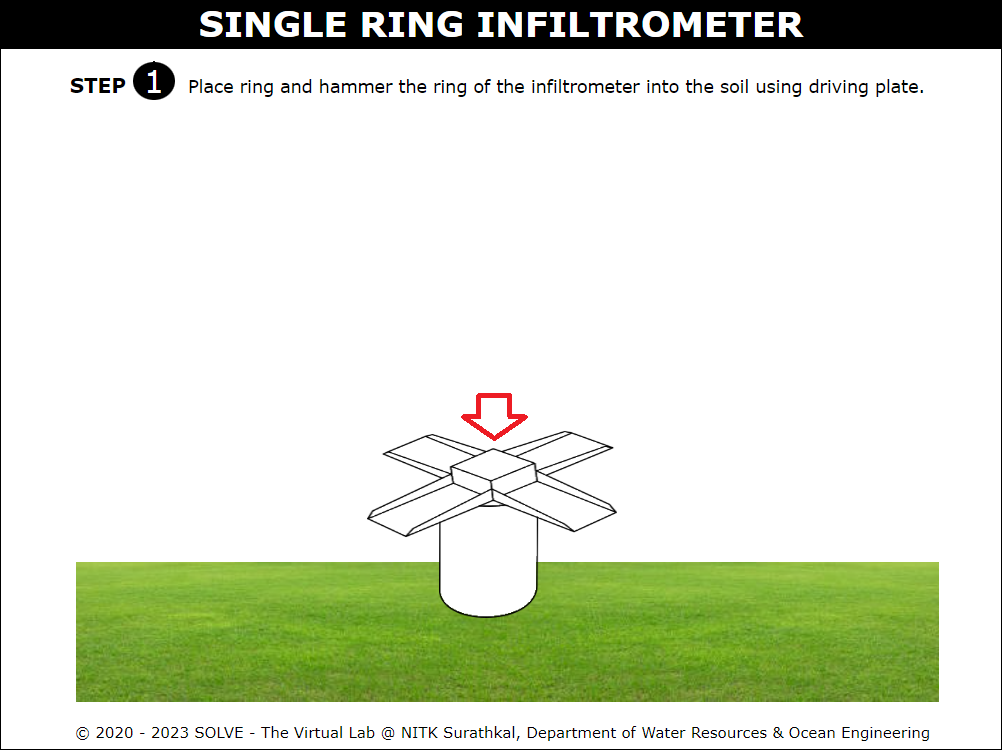 SINGLE RING INFILTROMETER
STEP 1 Place ring and hammer the ring of the infiltrometer into the soil using driving plate.
© 2020 - 2023 SOLVE - The Virtual Lab @ NITK Surathkal, Department of Water Resources & Ocean Engineering